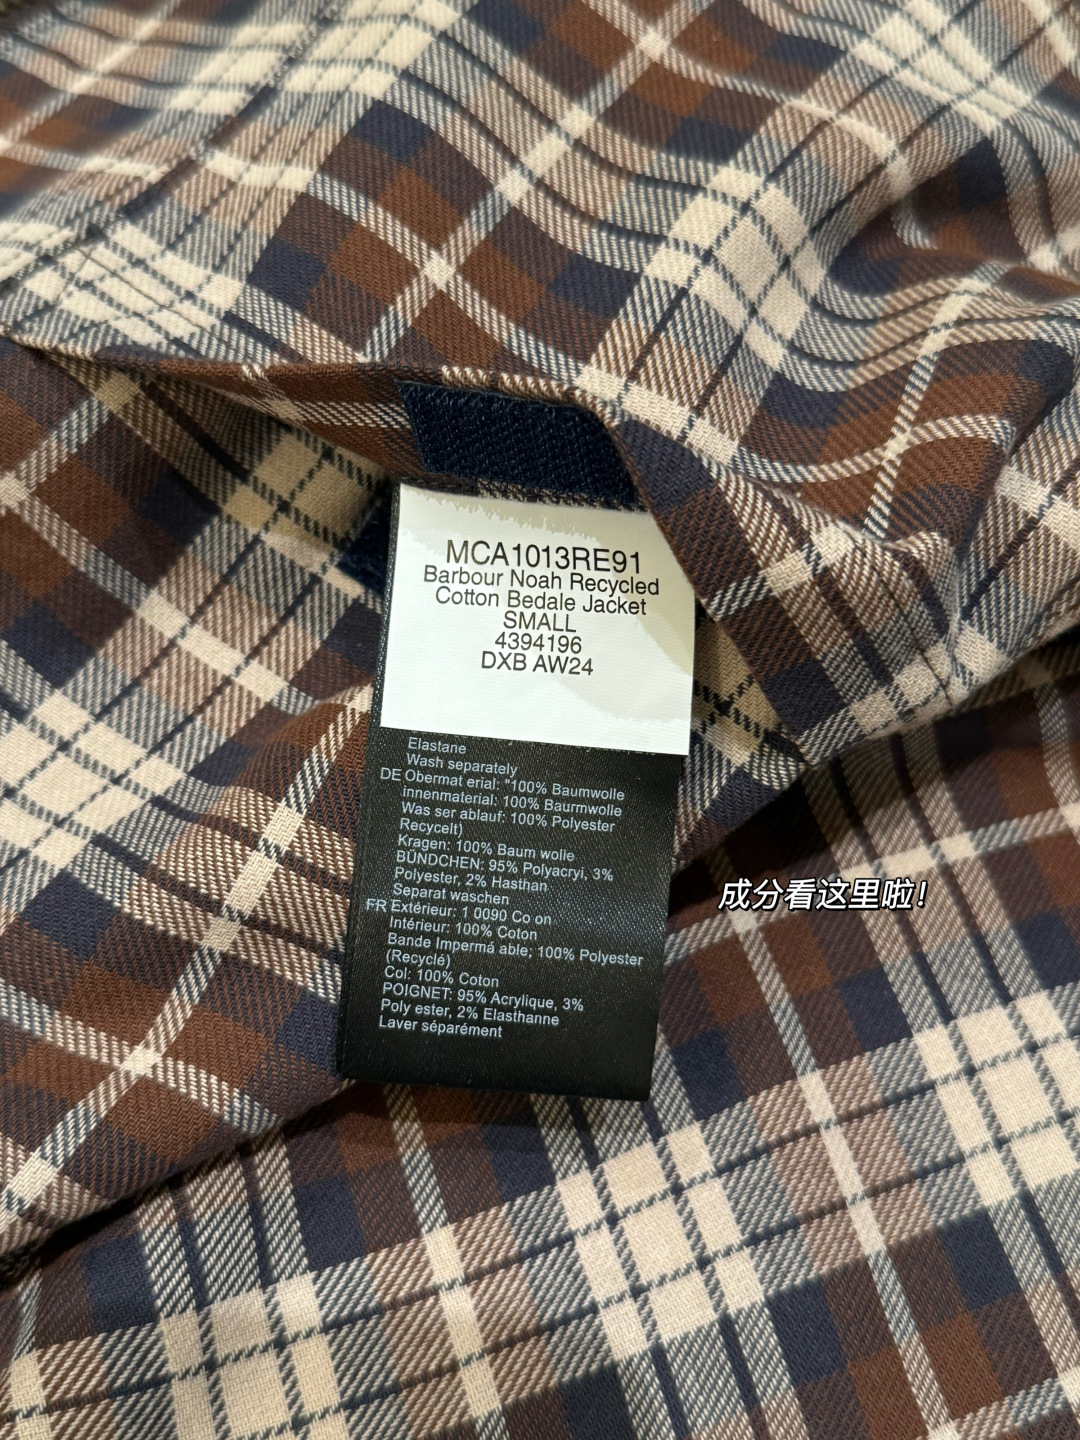 MCA1013RE91
Barbour Noah Recycled
Cotton Bedale Jacket
SMALL
4394196
DXB AW24
Elastane
Wash separately
DE Obermat erial: "100% Baumwolle
Innenmaterial: 100% Baurmwolle
Was ser ablauf: 100% Polyester
Recycelt)
Kragen: 100% Baum wolle
BÜNDCHEN: 95% Polyacryi, 3%
Polyester, 2% Hasthan
Separat waschen
FR Extérieur: 1 0090 Co on
Intérieur: 100% Coton
Bande Impermá able; 100% Polyester
(Recyclé)
Col: 100% Coton
POIGNET: 95% Acrylique, 3%
Poly ester, 2% Elasthanne
Laver séparément
成分看这里啦！